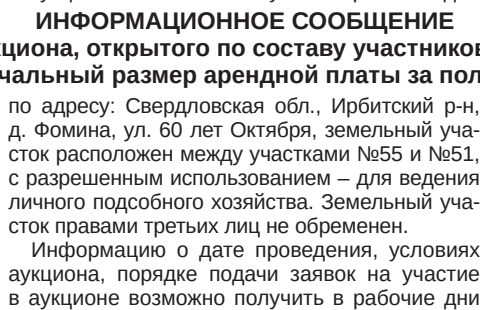 ИНФОРМАЦИОННОЕ СООБЩЕНИЕ
открытого по составу участников
размер арендной платы за
по адресу: Свердловская обл., Ирбитский р-н,
д. Фомина, ул. 60 лет Октября, земельный уча-
сток расположен между участками №55 и №51,
с разрешенным использованием – для ведения
личного подсобного хозяйства. Земельный уча-
сток правами третьих лиц не обременен.
Информацию о дате проведения, условиях
аукциона, порядке подачи заявок на участие
в аукционе возможно получить в рабочие дни